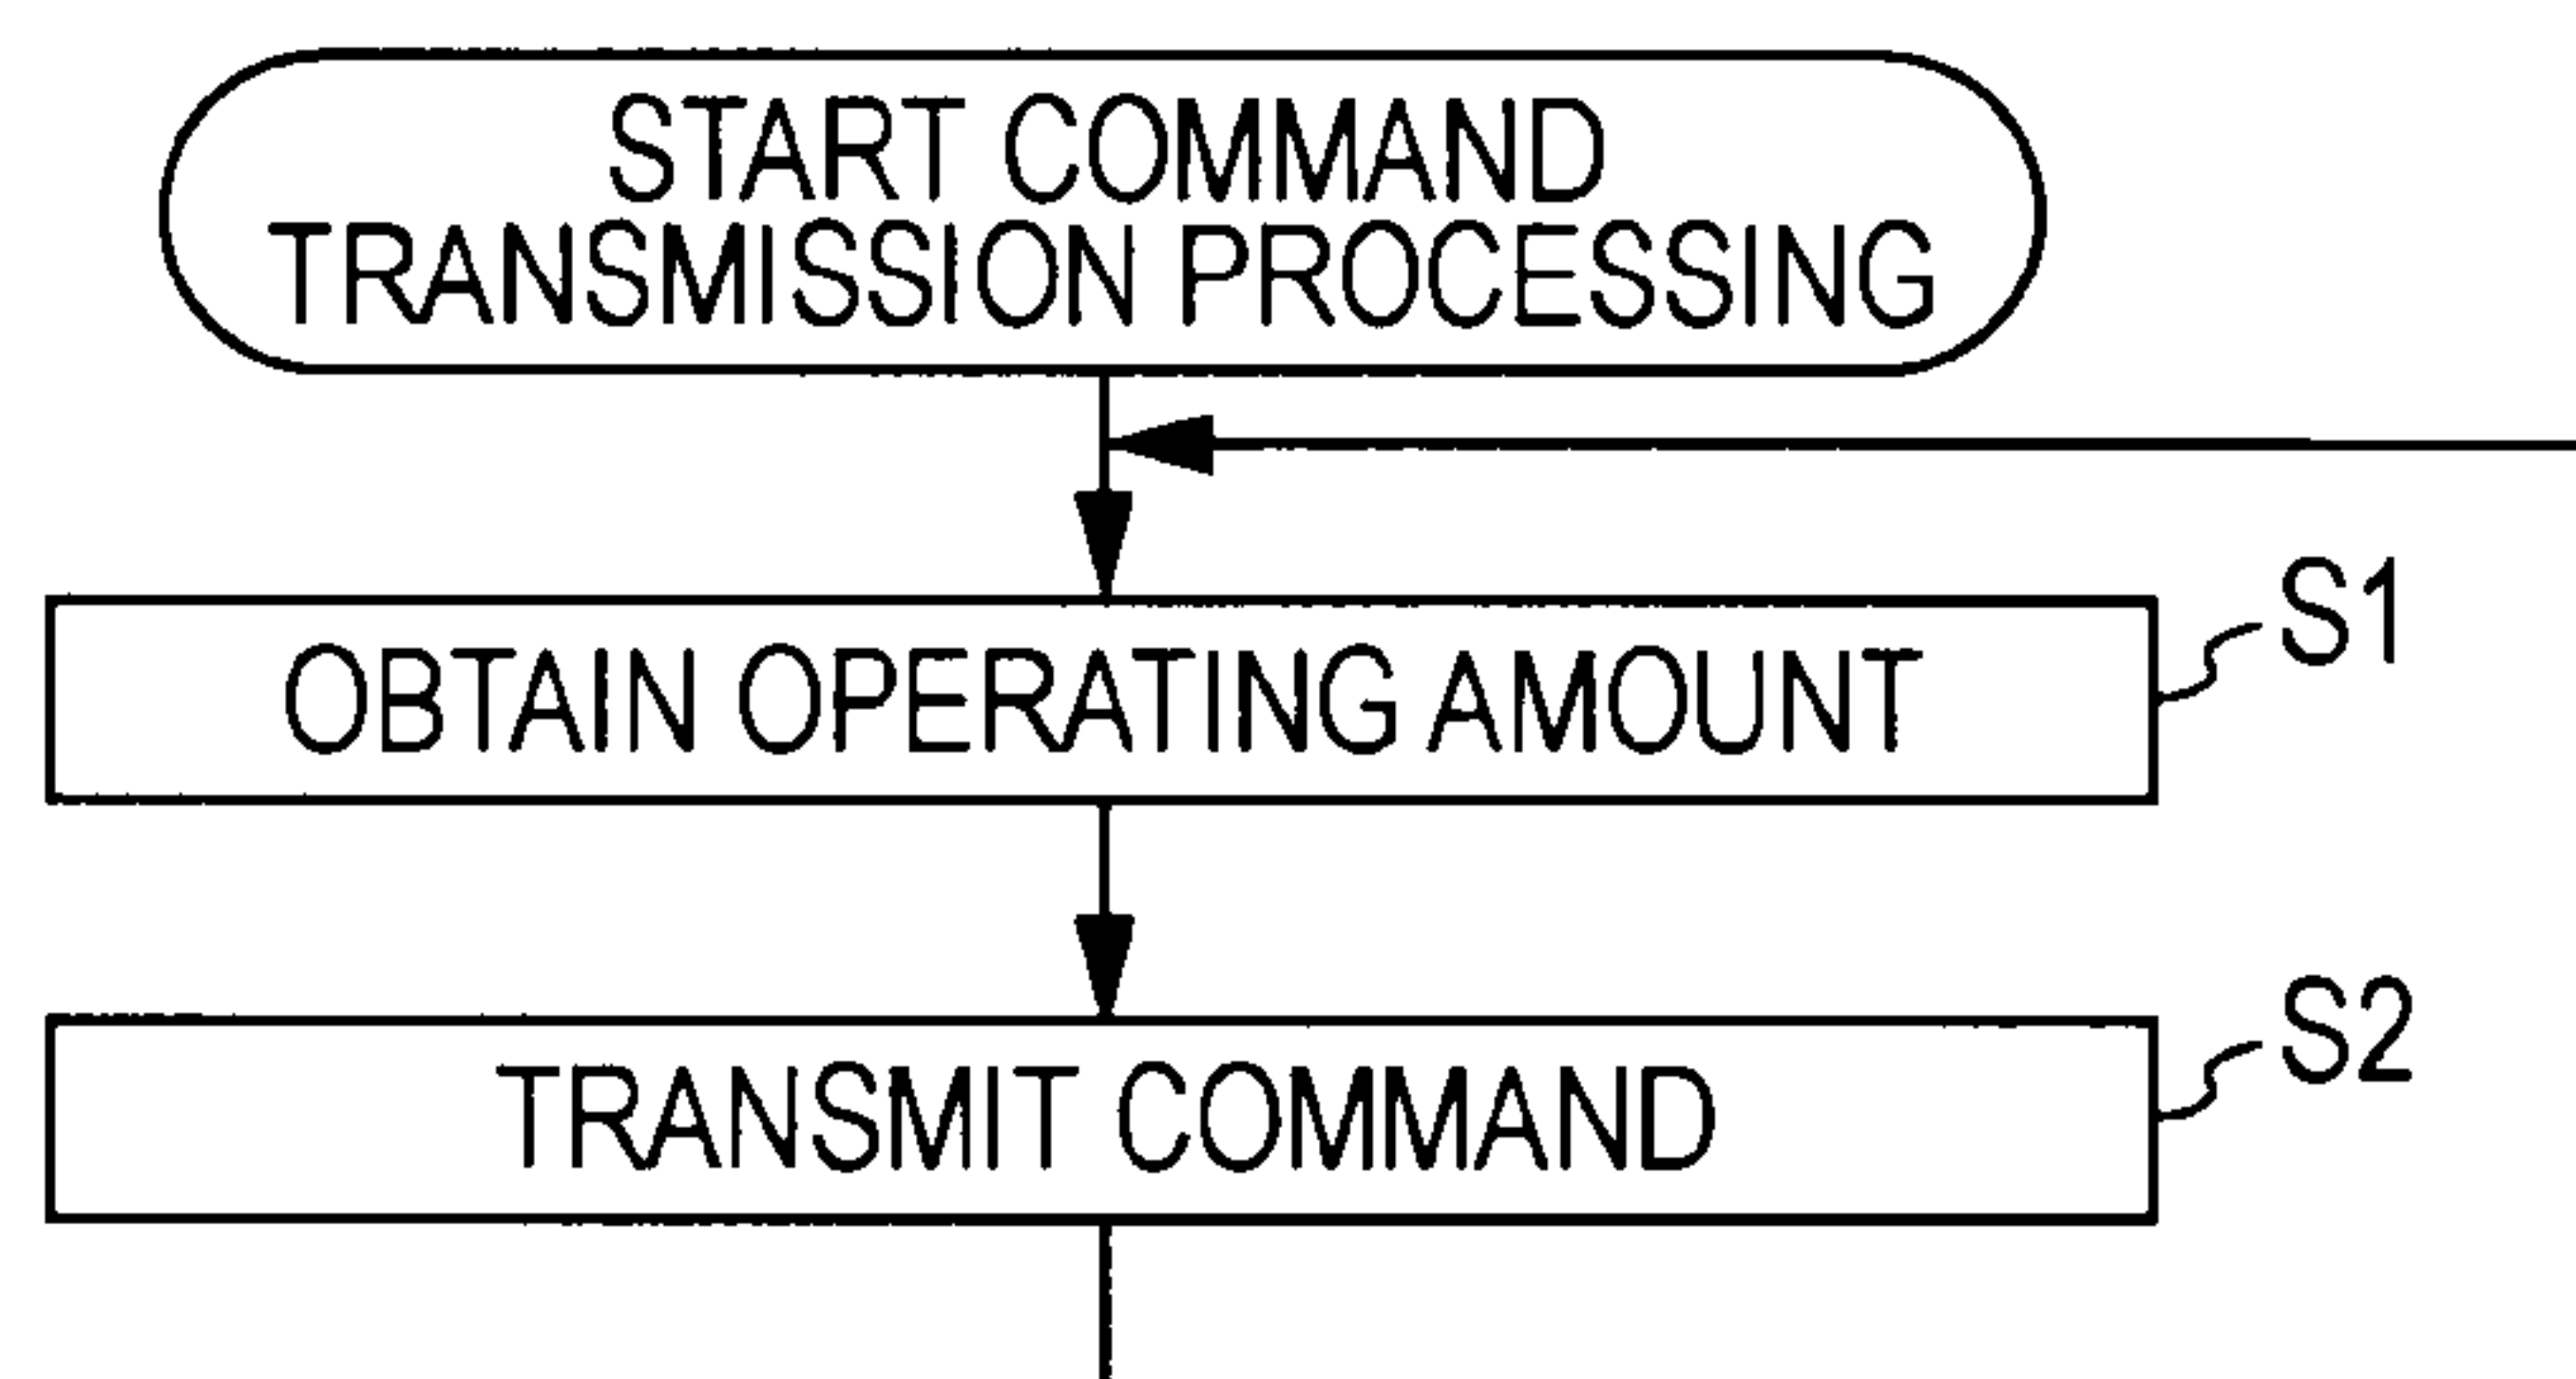 START COMMAND
TRANSMISSION PROCESSING
S1
OBTAIN OPERATING AMOUNT
S2
TRANSMIT COMMAND